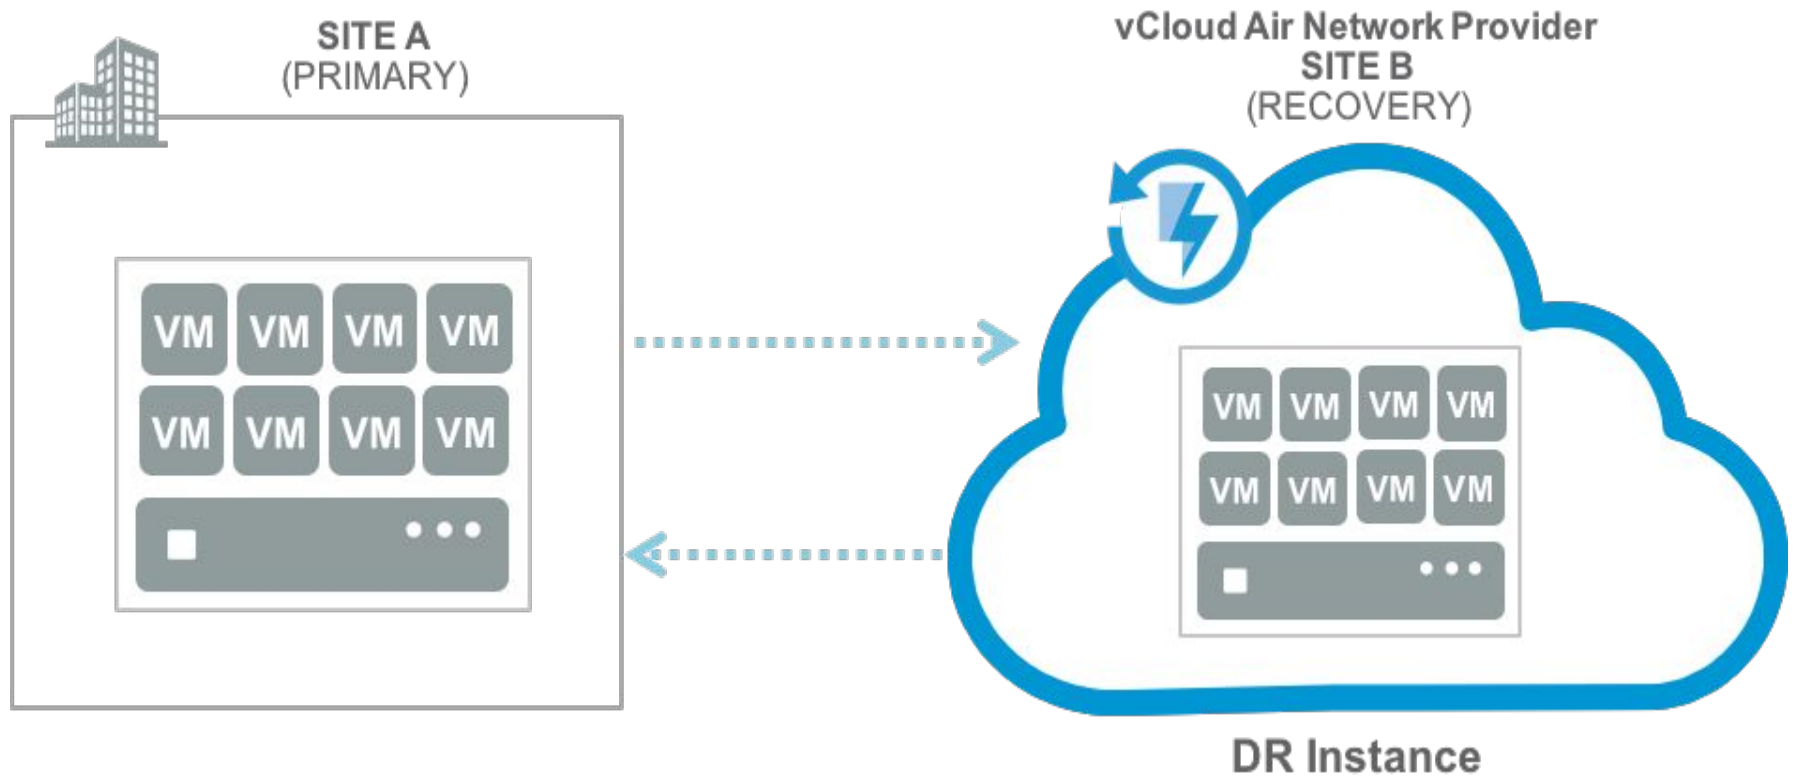 SITE A
(PRIMARY)
vCloud Air Network Provider
SITE B
(RECOVERY)
VM VM VM VM
VM VM VM VM
VM VM VM VM
VM VM VM VM
DR Instance